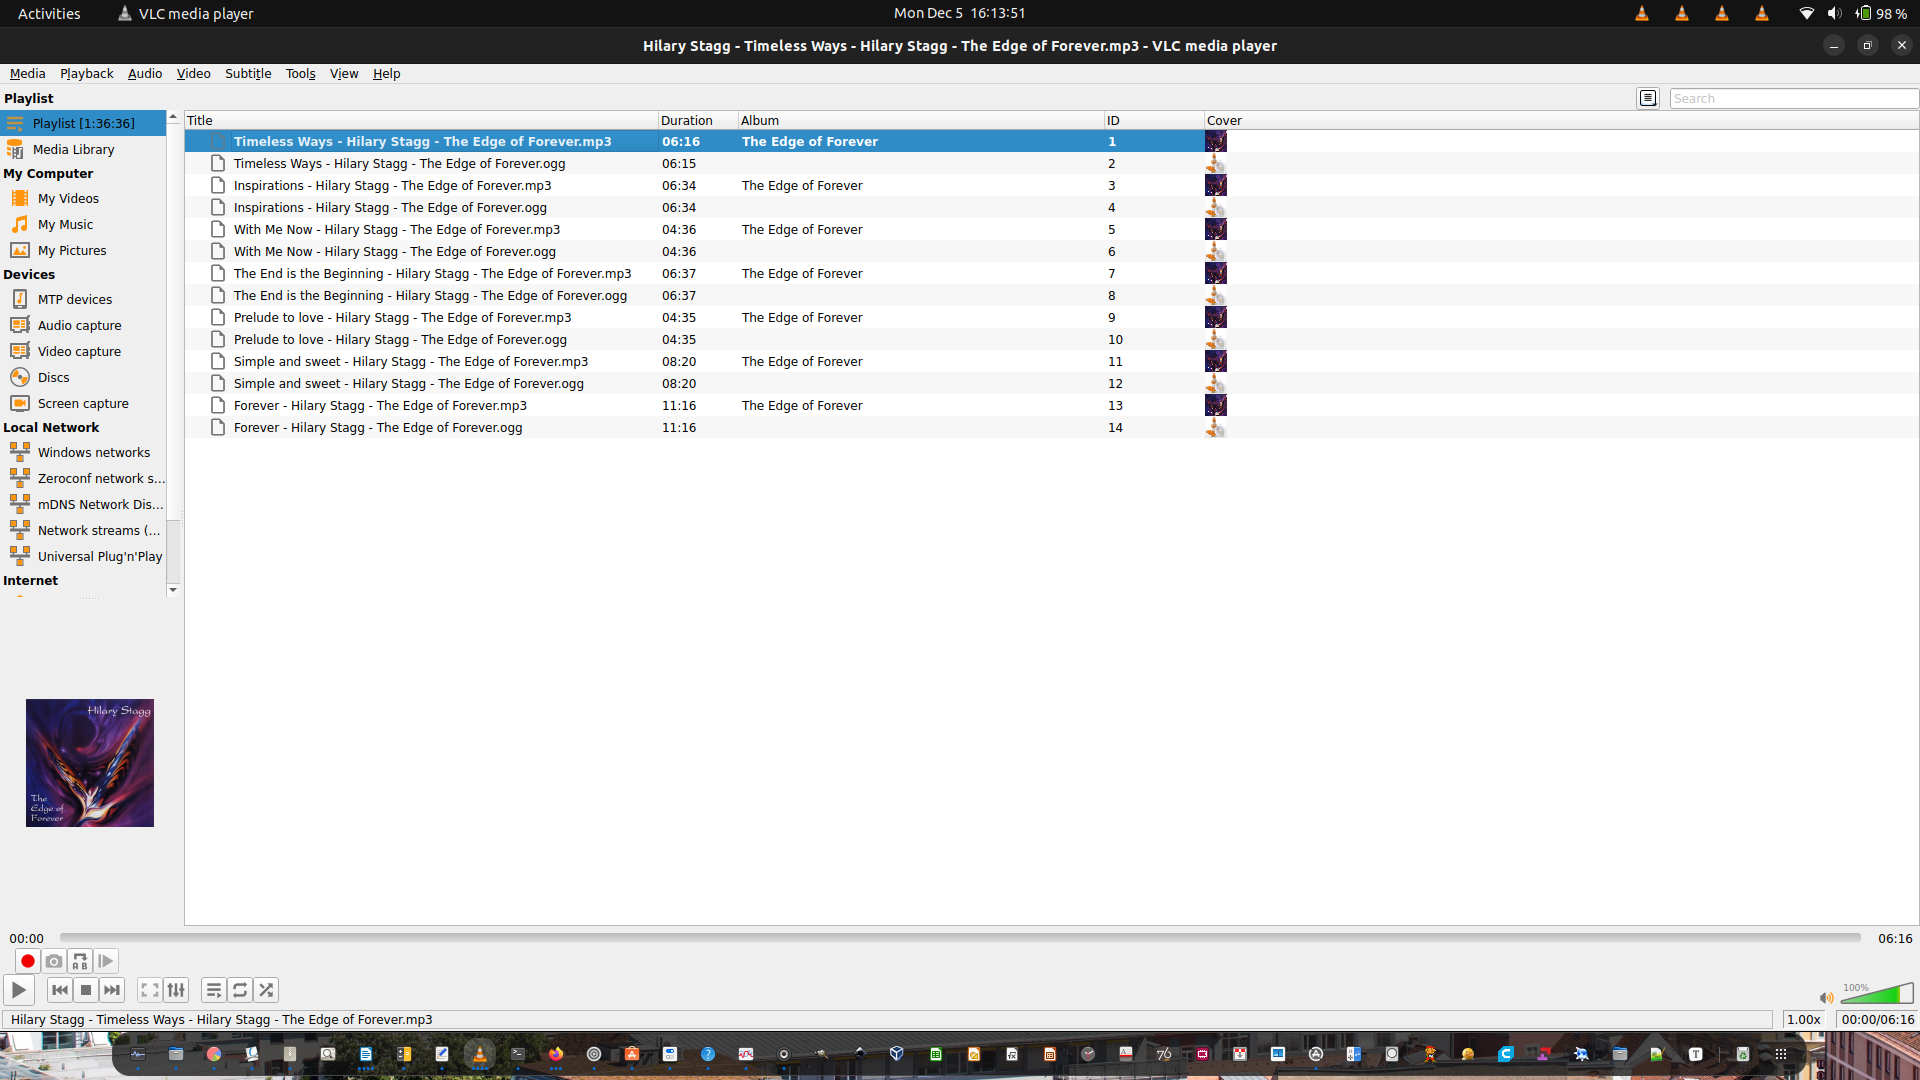 Activities VLC media player Mon Dec 5 16:13:51 98 %
Hilary Stagg - Timeless Ways - Hilary Stagg - The Edge of Forever.mp3 - VLC media player
Media Playback Audio Video Subtitle Tools View Help
Playlist
Search
Playlist [1:36:36]
Media Library
My Computer
My Videos
My Music
My Pictures
Devices
MTP devices
Audio capture
Video capture
Discs
Screen capture
Local Network
Windows networks
Zeroconf network s...
mDNS Network Dis...
Network streams (...
Universal Plug'n'Play
Internet
Title Duration Album ID Cover
Timeless Ways - Hilary Stagg - The Edge of Forever.mp3 06:16 The Edge of Forever 1
Timeless Ways - Hilary Stagg - The Edge of Forever.ogg 06:15 2
Inspirations - Hilary Stagg - The Edge of Forever.mp3 06:34 The Edge of Forever 3
Inspirations - Hilary Stagg - The Edge of Forever.ogg 06:34 4
With Me Now - Hilary Stagg - The Edge of Forever.mp3 04:36 The Edge of Forever 5
With Me Now - Hilary Stagg - The Edge of Forever.ogg 04:36 6
The End is the Beginning - Hilary Stagg - The Edge of Forever.mp3 06:37 The Edge of Forever 7
The End is the Beginning - Hilary Stagg - The Edge of Forever.ogg 06:37 8
Prelude to love - Hilary Stagg - The Edge of Forever.mp3 04:35 The Edge of Forever 9
Prelude to love - Hilary Stagg - The Edge of Forever.ogg 04:35 10
Simple and sweet - Hilary Stagg - The Edge of Forever.mp3 08:20 The Edge of Forever 11
Simple and sweet - Hilary Stagg - The Edge of Forever.ogg 08:20 12
Forever - Hilary Stagg - The Edge of Forever.mp3 11:16 The Edge of Forever 13
Forever - Hilary Stagg - The Edge of Forever.ogg 11:16 14
Hilary Stagg
The
Edge of
Forever
00:00 06:16
A B
100%
Hilary Stagg - Timeless Ways - Hilary Stagg - The Edge of Forever.mp3 1.00x 00:00/06:16